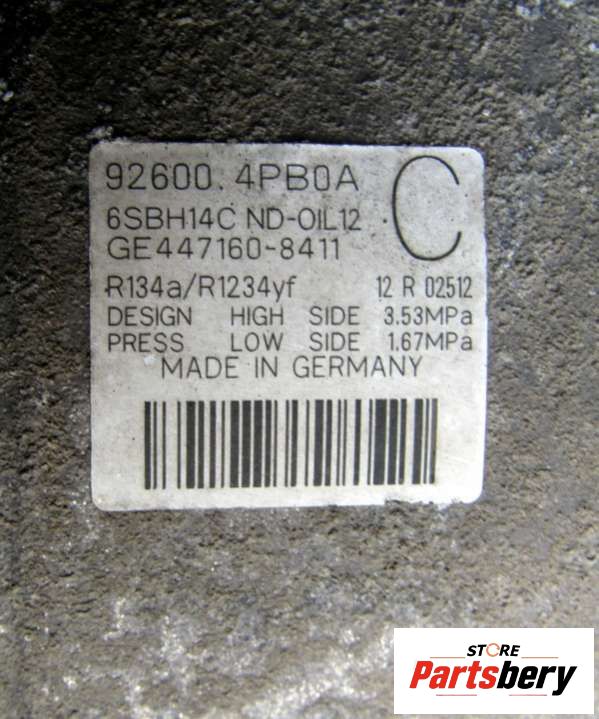 92600. 4PB0A C
6SBH14C ND-OIL12
GE447160-8411
R134a/R1234yf 12 R 02512
DESIGN HIGH SIDE 3.53MPa
PRESS LOW SIDE 1.67MPa
MADE IN GERMANY
STORE
Partsbery